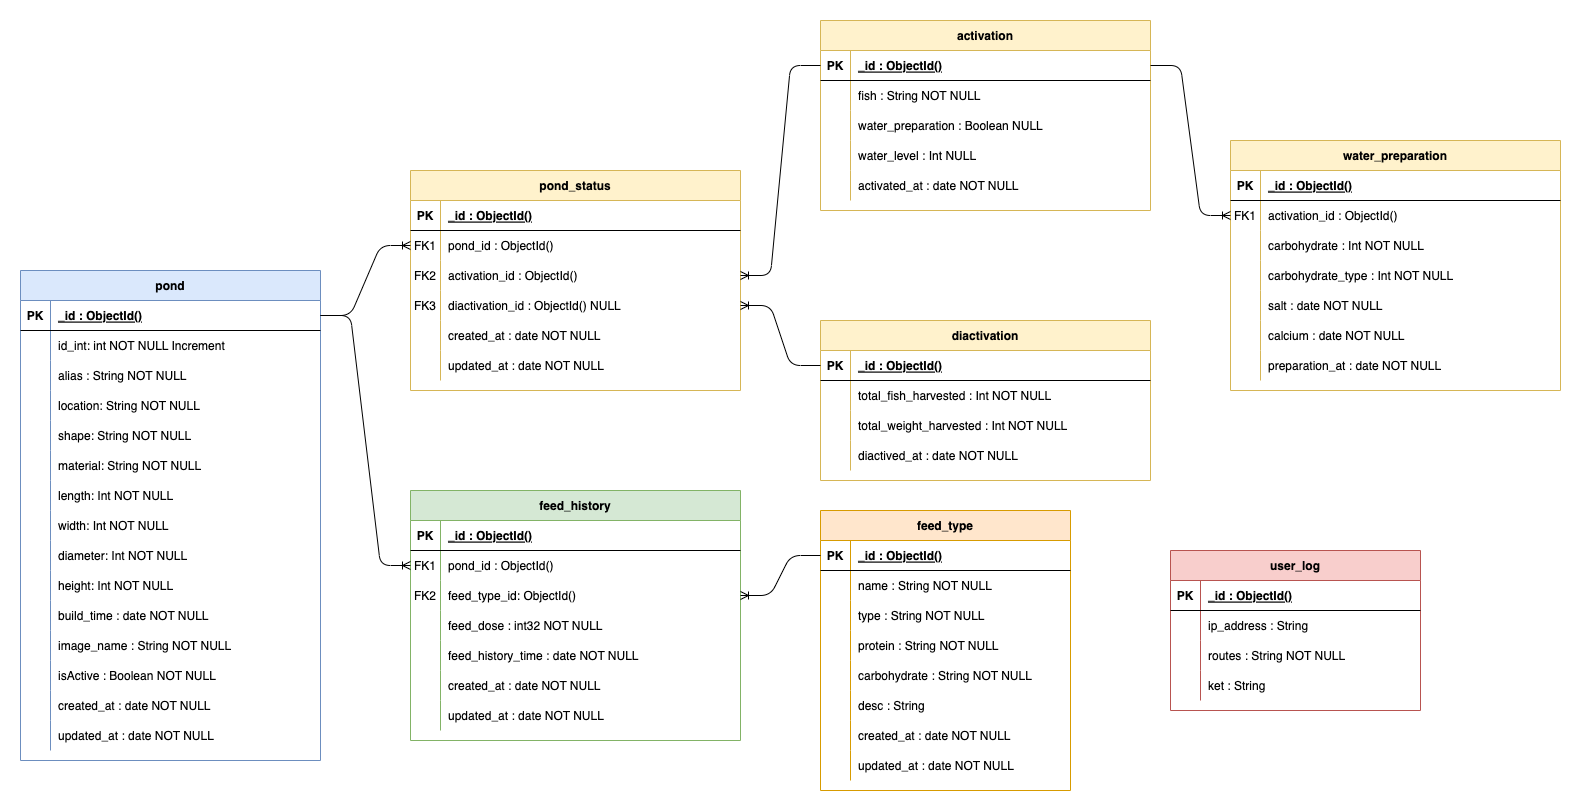 activation
PK _id : ObjectId()
fish : String NOT NULL
water_preparation : Boolean NULL
water_level : Int NULL
activated_at : date NOT NULL
water_preparation
PK _id : ObjectId()
FK1 activation_id : ObjectId()
carbohydrate : Int NOT NULL
carbohydrate_type : Int NOT NULL
salt : date NOT NULL
calcium : date NOT NULL
preparation_at : date NOT NULL
pond_status
PK _id : ObjectId()
FK1 pond_id : ObjectId()
FK2 activation_id : ObjectId()
FK3 diactivation_id : ObjectId() NULL
created_at : date NOT NULL
updated_at : date NOT NULL
pond
PK _id : ObjectId()
id_int: int NOT NULL Increment
alias : String NOT NULL
location: String NOT NULL
shape: String NOT NULL
material: String NOT NULL
length: Int NOT NULL
width: Int NOT NULL
diameter: Int NOT NULL
height: Int NOT NULL
build_time : date NOT NULL
image_name : String NOT NULL
isActive : Boolean NOT NULL
created_at : date NOT NULL
updated_at : date NOT NULL
diactivation
PK _id : ObjectId()
total_fish_harvested : Int NOT NULL
total_weight_harvested : Int NOT NULL
diactived_at : date NOT NULL
feed_history
PK _id : ObjectId()
FK1 pond_id : ObjectId()
FK2 feed_type_id: ObjectId()
feed_dose : int32 NOT NULL
feed_history_time : date NOT NULL
created_at : date NOT NULL
updated_at : date NOT NULL
feed_type
PK _id : ObjectId()
name : String NOT NULL
type : String NOT NULL
protein : String NOT NULL
carbohydrate : String NOT NULL
desc : String
created_at : date NOT NULL
updated_at : date NOT NULL
user_log
PK _id : ObjectId()
ip_address : String
routes : String NOT NULL
ket : String